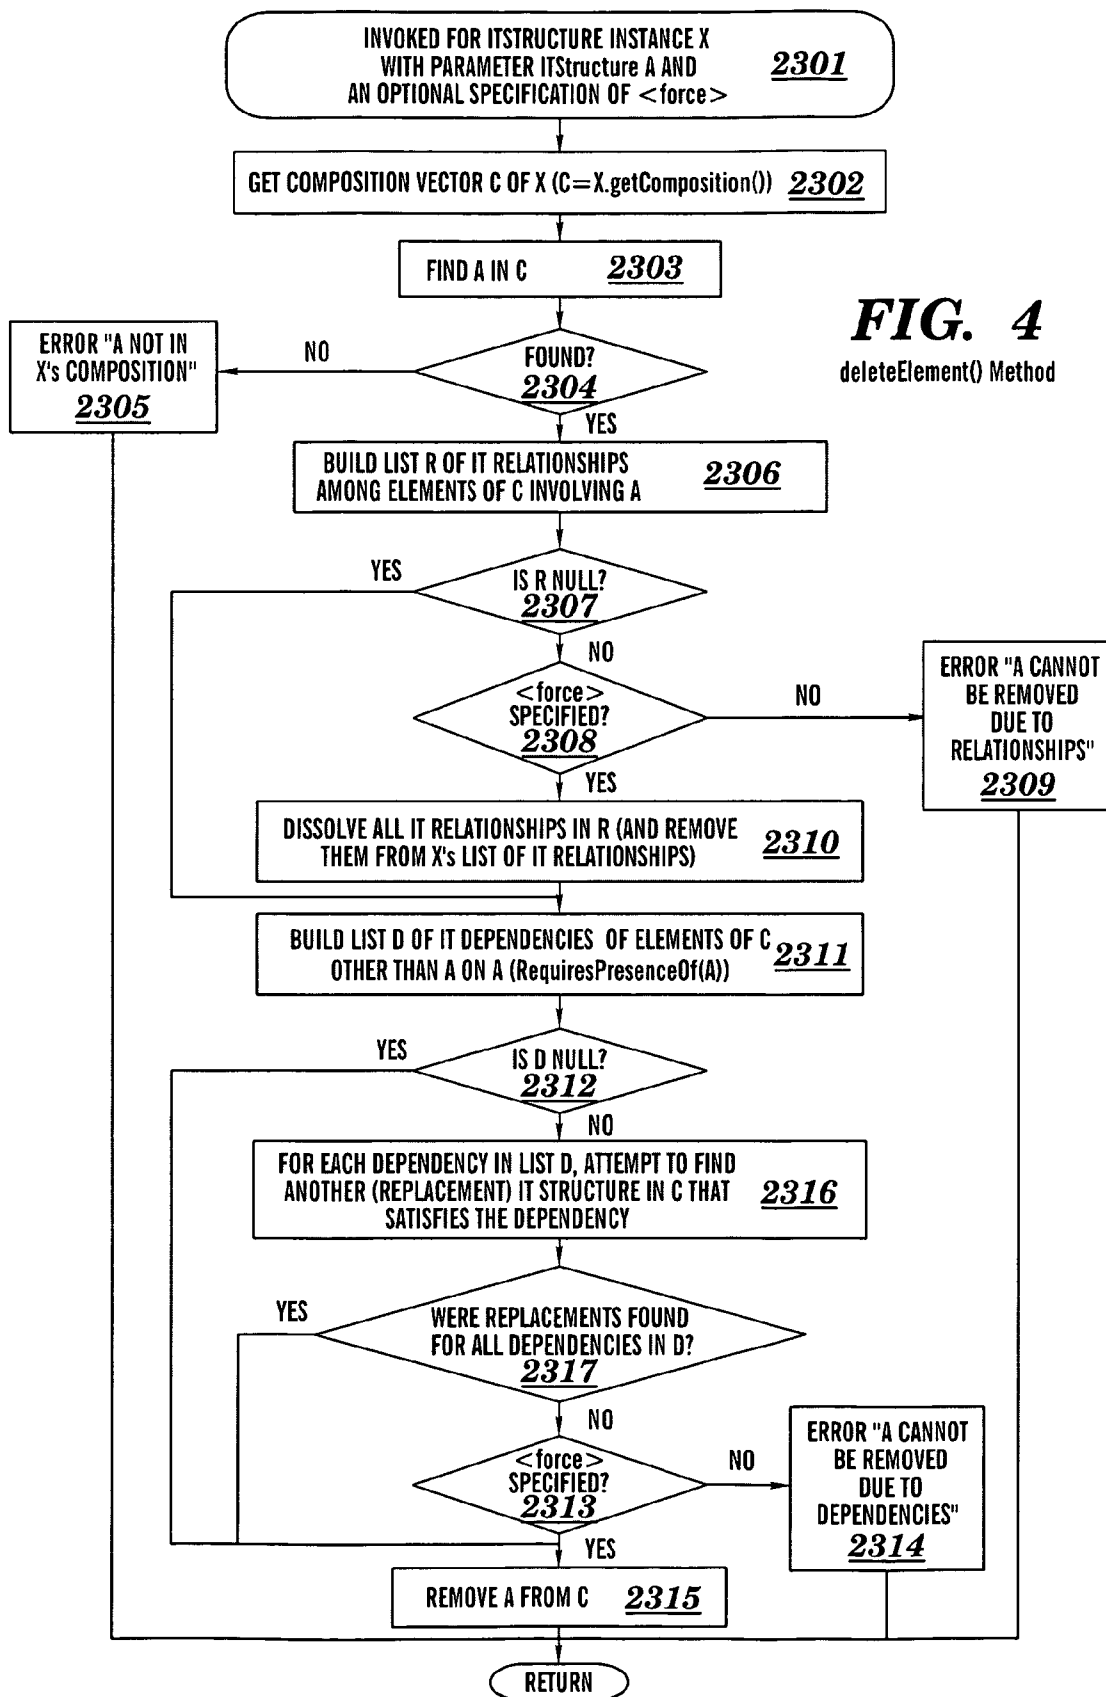 INVOKED FOR ITSTRUCTURE INSTANCE X
WITH PARAMETER ITStructure A AND
AN OPTIONAL SPECIFICATION OF <force>
2301
GET COMPOSITION VECTOR C OF X (C=X.getComposition())
2302
FIND A IN C
2303
FIG. 4
deleteElement() Method
FOUND?
2304
NO
ERROR "A NOT IN
X's COMPOSITION"
2305
YES
BUILD LIST R OF IT RELATIONSHIPS
AMONG ELEMENTS OF C INVOLVING A
2306
IS R NULL?
2307
YES
NO
<force>
SPECIFIED?
2308
NO
ERROR "A CANNOT
BE REMOVED
DUE TO
RELATIONSHIPS"
2309
YES
DISSOLVE ALL IT RELATIONSHIPS IN R (AND REMOVE
THEM FROM X's LIST OF IT RELATIONSHIPS)
2310
BUILD LIST D OF IT DEPENDENCIES OF ELEMENTS OF C
OTHER THAN A ON A (RequiresPresenceOf(A))
2311
IS D NULL?
2312
YES
NO
FOR EACH DEPENDENCY IN LIST D, ATTEMPT TO FIND
ANOTHER (REPLACEMENT) IT STRUCTURE IN C THAT
SATISFIES THE DEPENDENCY
2316
WERE REPLACEMENTS FOUND
FOR ALL DEPENDENCIES IN D?
2317
YES
NO
<force>
SPECIFIED?
2313
NO
ERROR "A CANNOT
BE REMOVED
DUE TO
DEPENDENCIES"
2314
YES
REMOVE A FROM C
2315
RETURN